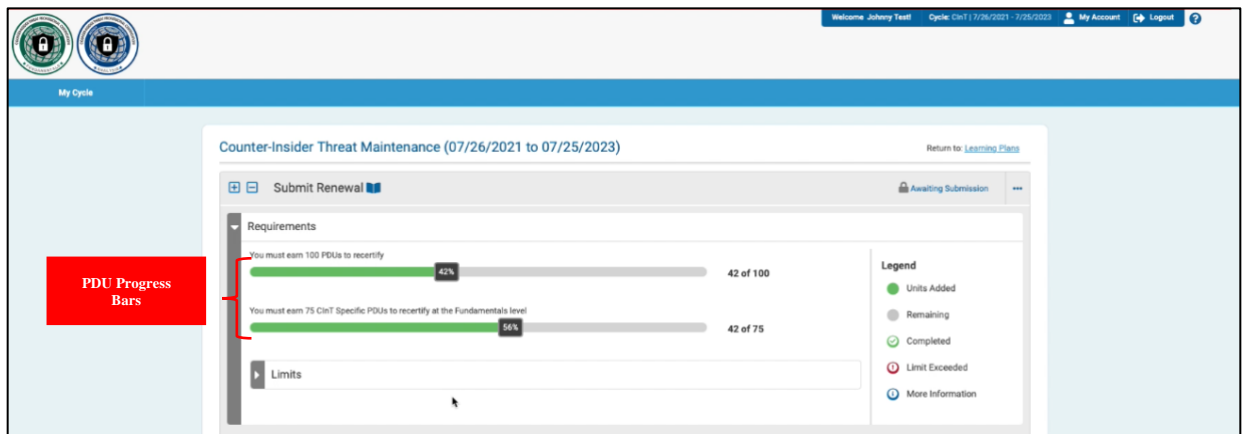 Welcome Johnny Test! Cycle: CInT | 7/26/2021 - 7/25/2023 My Account Logout ?
My Cycle
Counter-Insider Threat Maintenance (07/26/2021 to 07/25/2023)
Return to: Learning Plans
Submit Renewal
Awaiting Submission
Requirements
You must earn 100 PDUs to recertify
42%
42 of 100
You must earn 75 CInT Specific PDUs to recertify at the Fundamentals level
56%
42 of 75
Limits
Legend
Units Added
Remaining
Completed
Limit Exceeded
More Information
PDU Progress
Bars